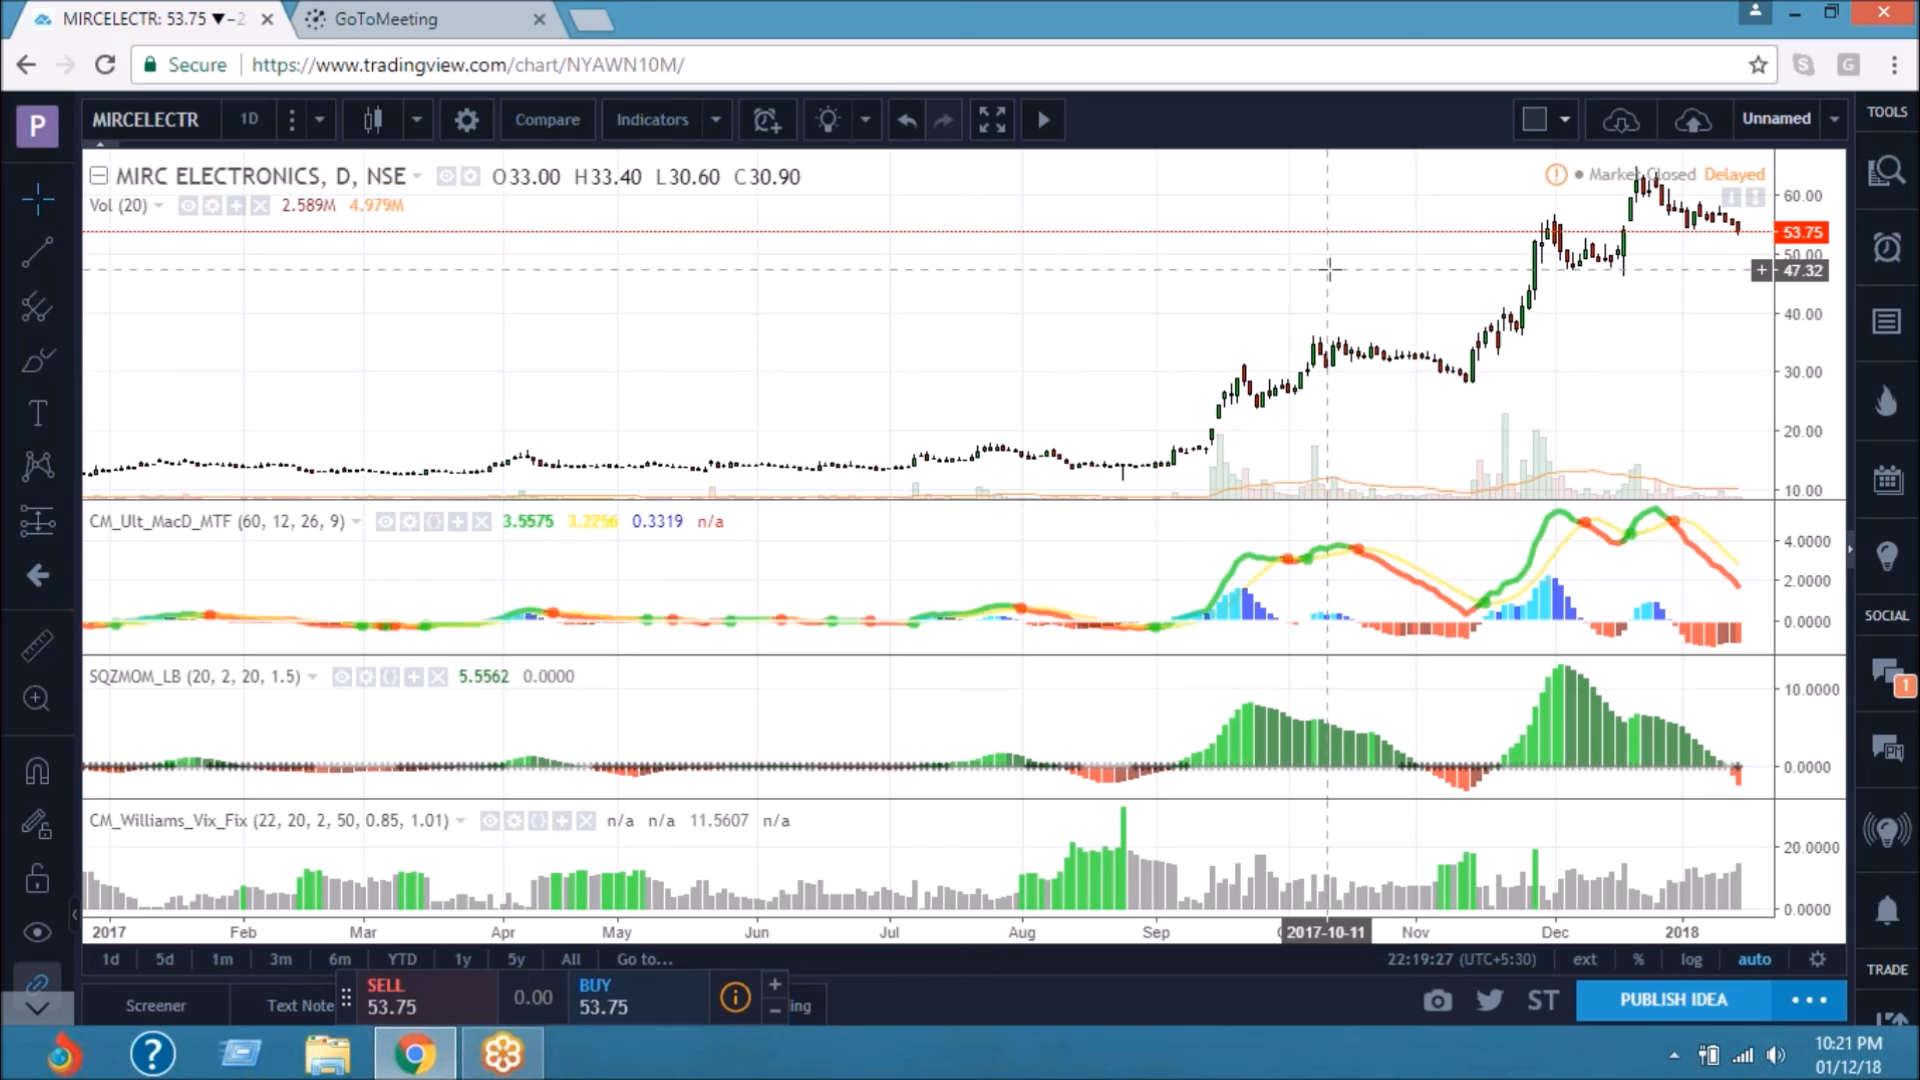 MIRCELECTR: 53.75 ▼−2
GoToMeeting
Secure https://www.tradingview.com/chart/NYAWN10M/
P MIRCELECTR 1D Compare Indicators Unnamed TOOLS
MIRC ELECTRONICS, D, NSE O33.00 H33.40 L30.60 C30.90
Market Closed Delayed
Vol (20) 2.589M 4.979M
60.00
53.75
50.00
47.32
40.00
30.00
20.00
10.00
CM_Ult_MacD_MTF (60, 12, 26, 9) 3.5575 3.2256 0.3319 n/a
4.0000
2.0000
0.0000
SOCIAL
1
SQZMOM_LB (20, 2, 20, 1.5) 5.5562 0.0000
10.0000
0.0000
CM_Williams_Vix_Fix (22, 20, 2, 50, 0.85, 1.01) n/a n/a 11.5607 n/a
20.0000
0.0000
2017 Feb Mar Apr May Jun Jul Aug Sep 2017-10-11 Nov Dec 2018
1d 5d 1m 3m 6m YTD 1y 5y All Go to... 22:19:27 (UTC+5:30) ext % log auto
TRADE
Screener Text Note
SELL
53.75
0.00
BUY
53.75
ing
ST PUBLISH IDEA
10:21 PM
01/12/18